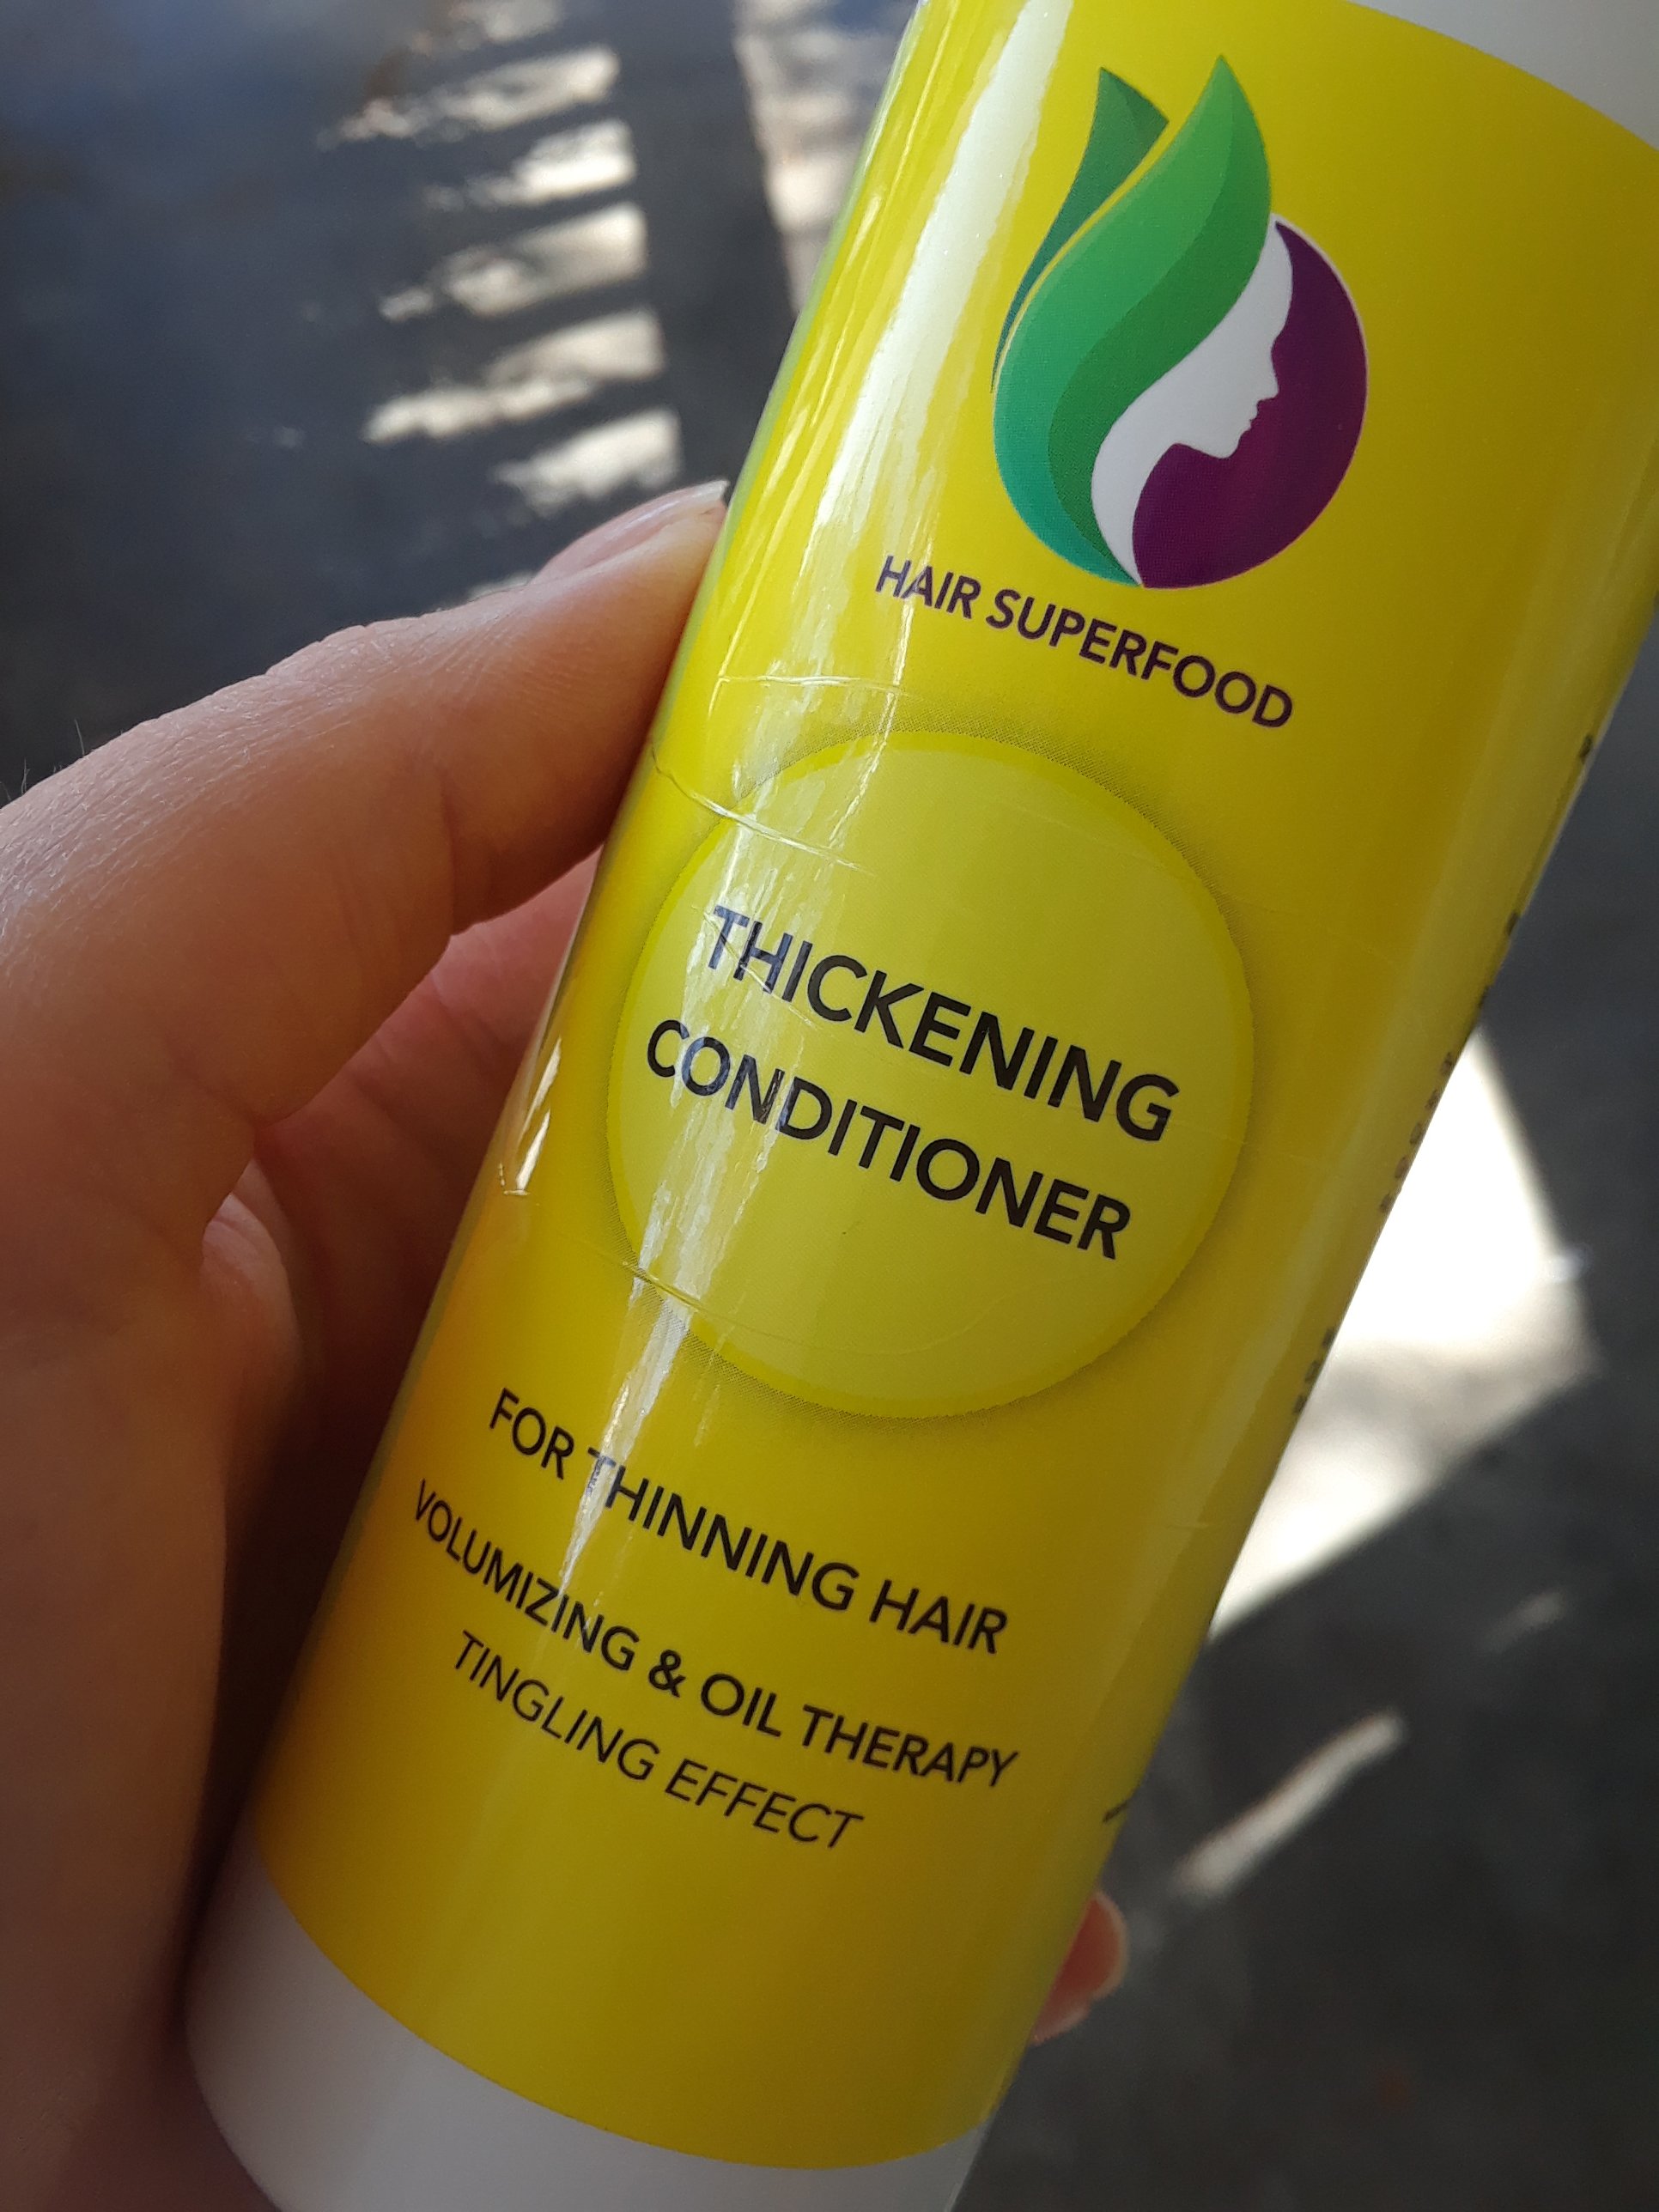 HAIR SUPERFOOD
THICKENING
CONDITIONER
FOR THINNING HAIR
VOLUMIZING & OIL THERAPY
TINGLING EFFECT